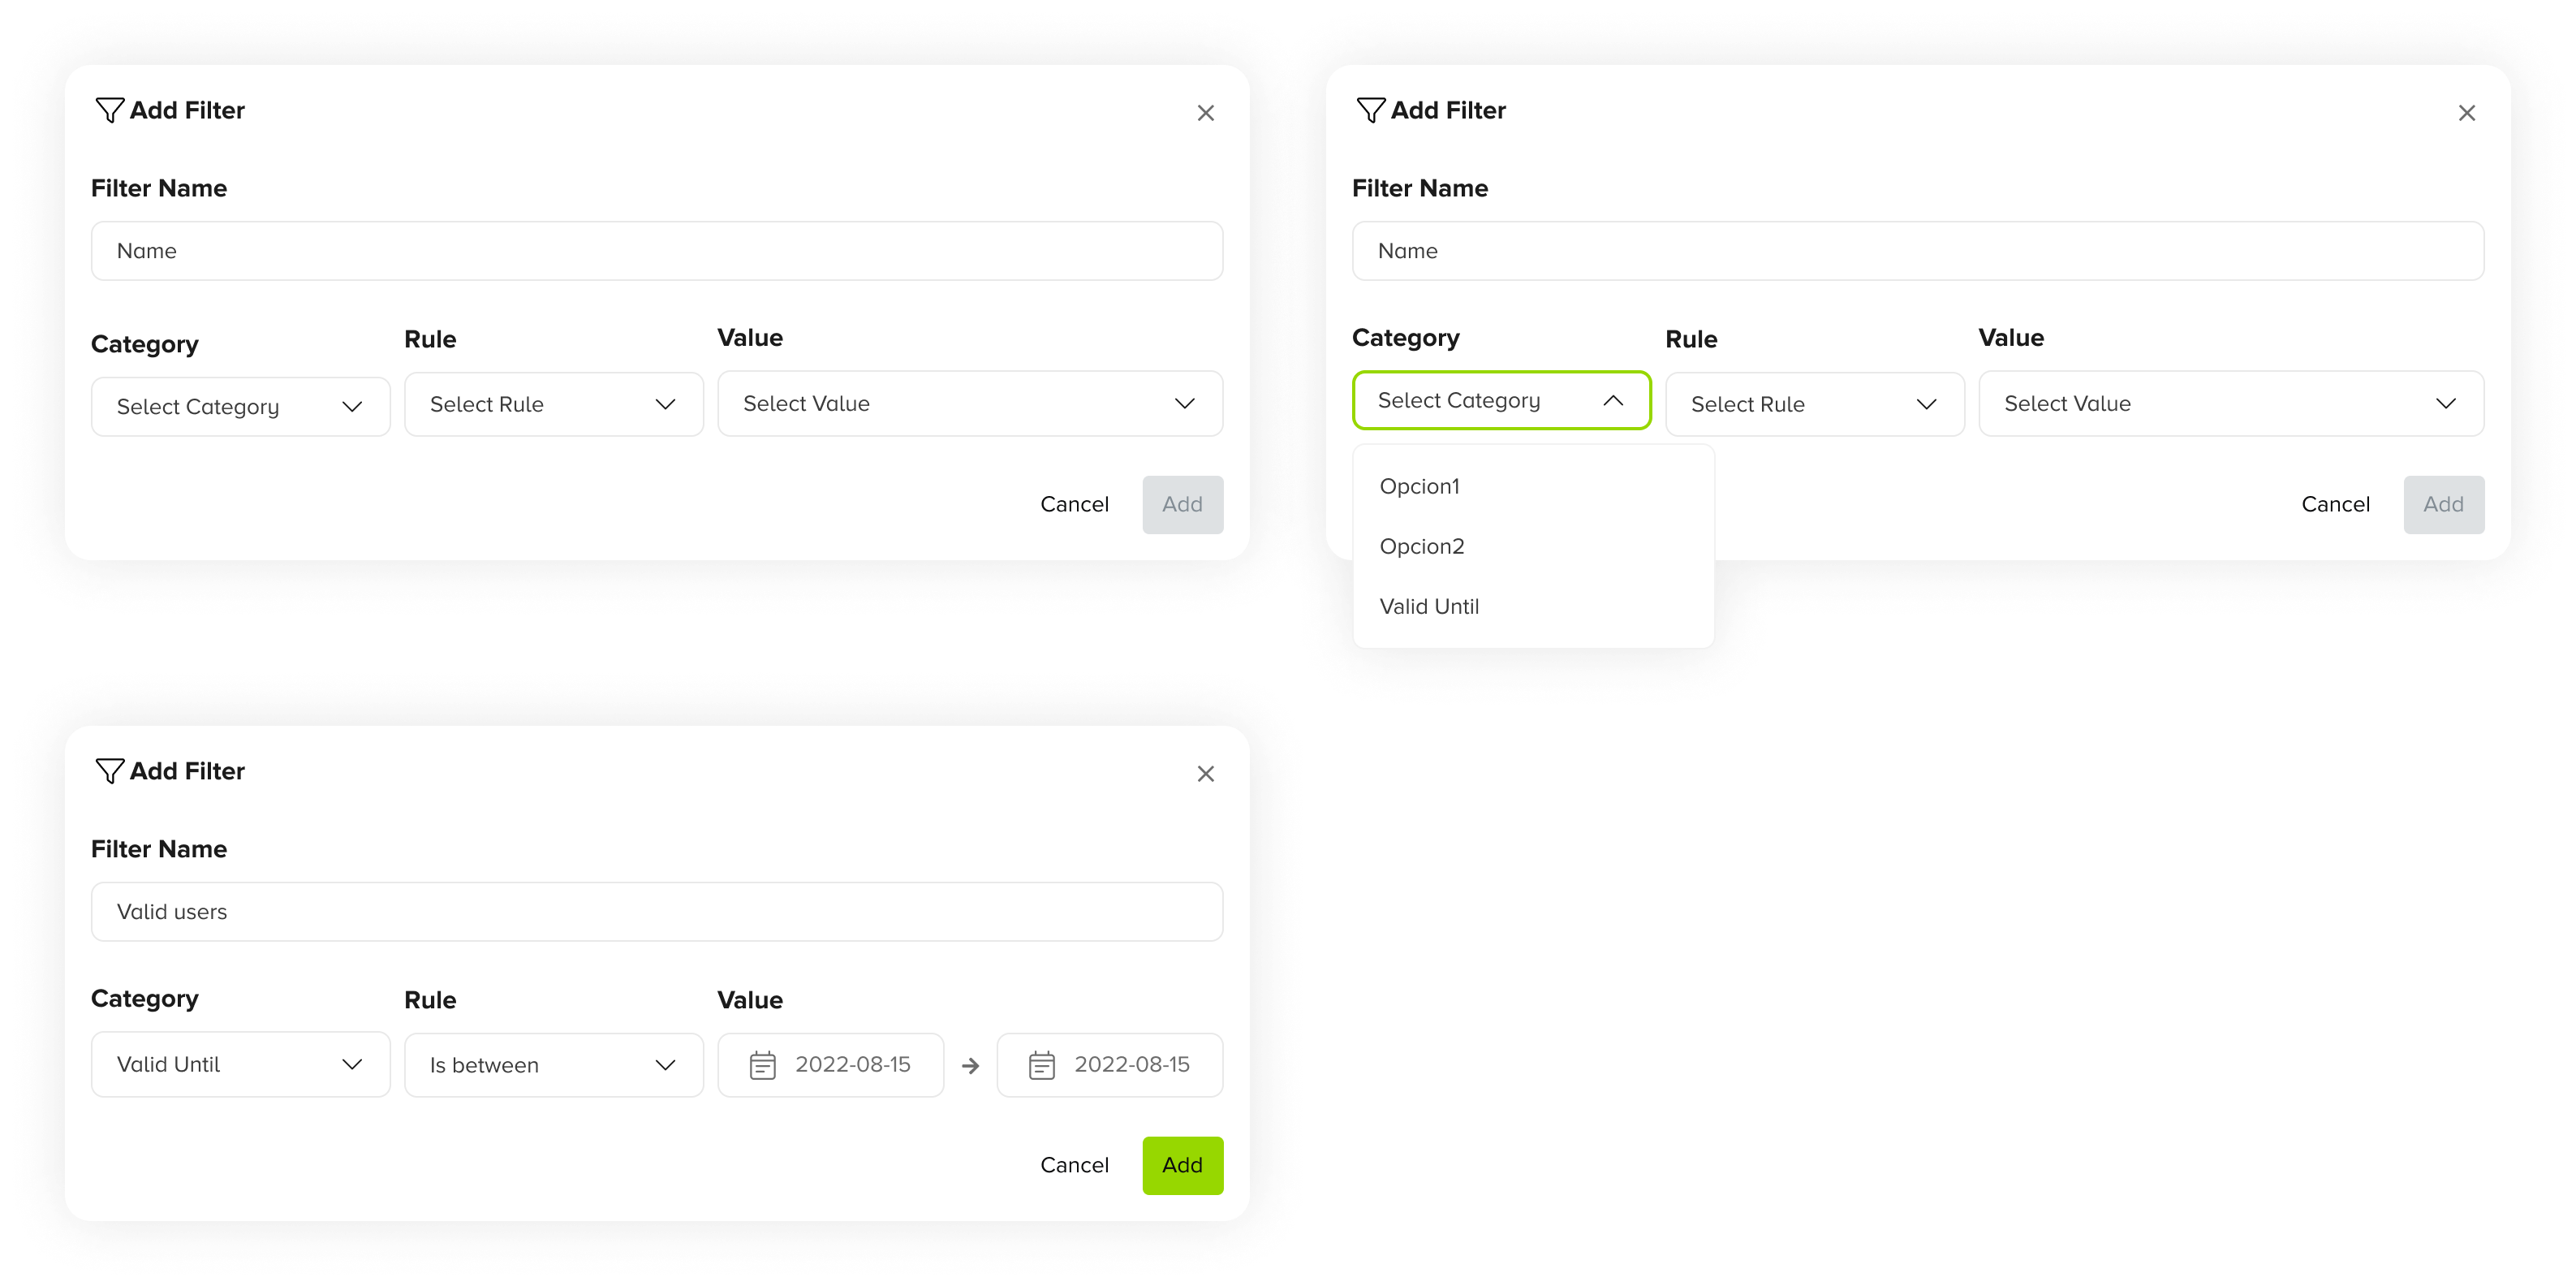 Add Filter
Filter Name
Name
Category Rule Value
Select Category Select Rule Select Value
Cancel Add
Add Filter
Filter Name
Name
Category Rule Value
Select Category Select Rule Select Value
Opcion1
Opcion2
Valid Until
Cancel Add
Add Filter
Filter Name
Valid users
Category Rule Value
Valid Until Is between 2022-08-15 2022-08-15
Cancel Add